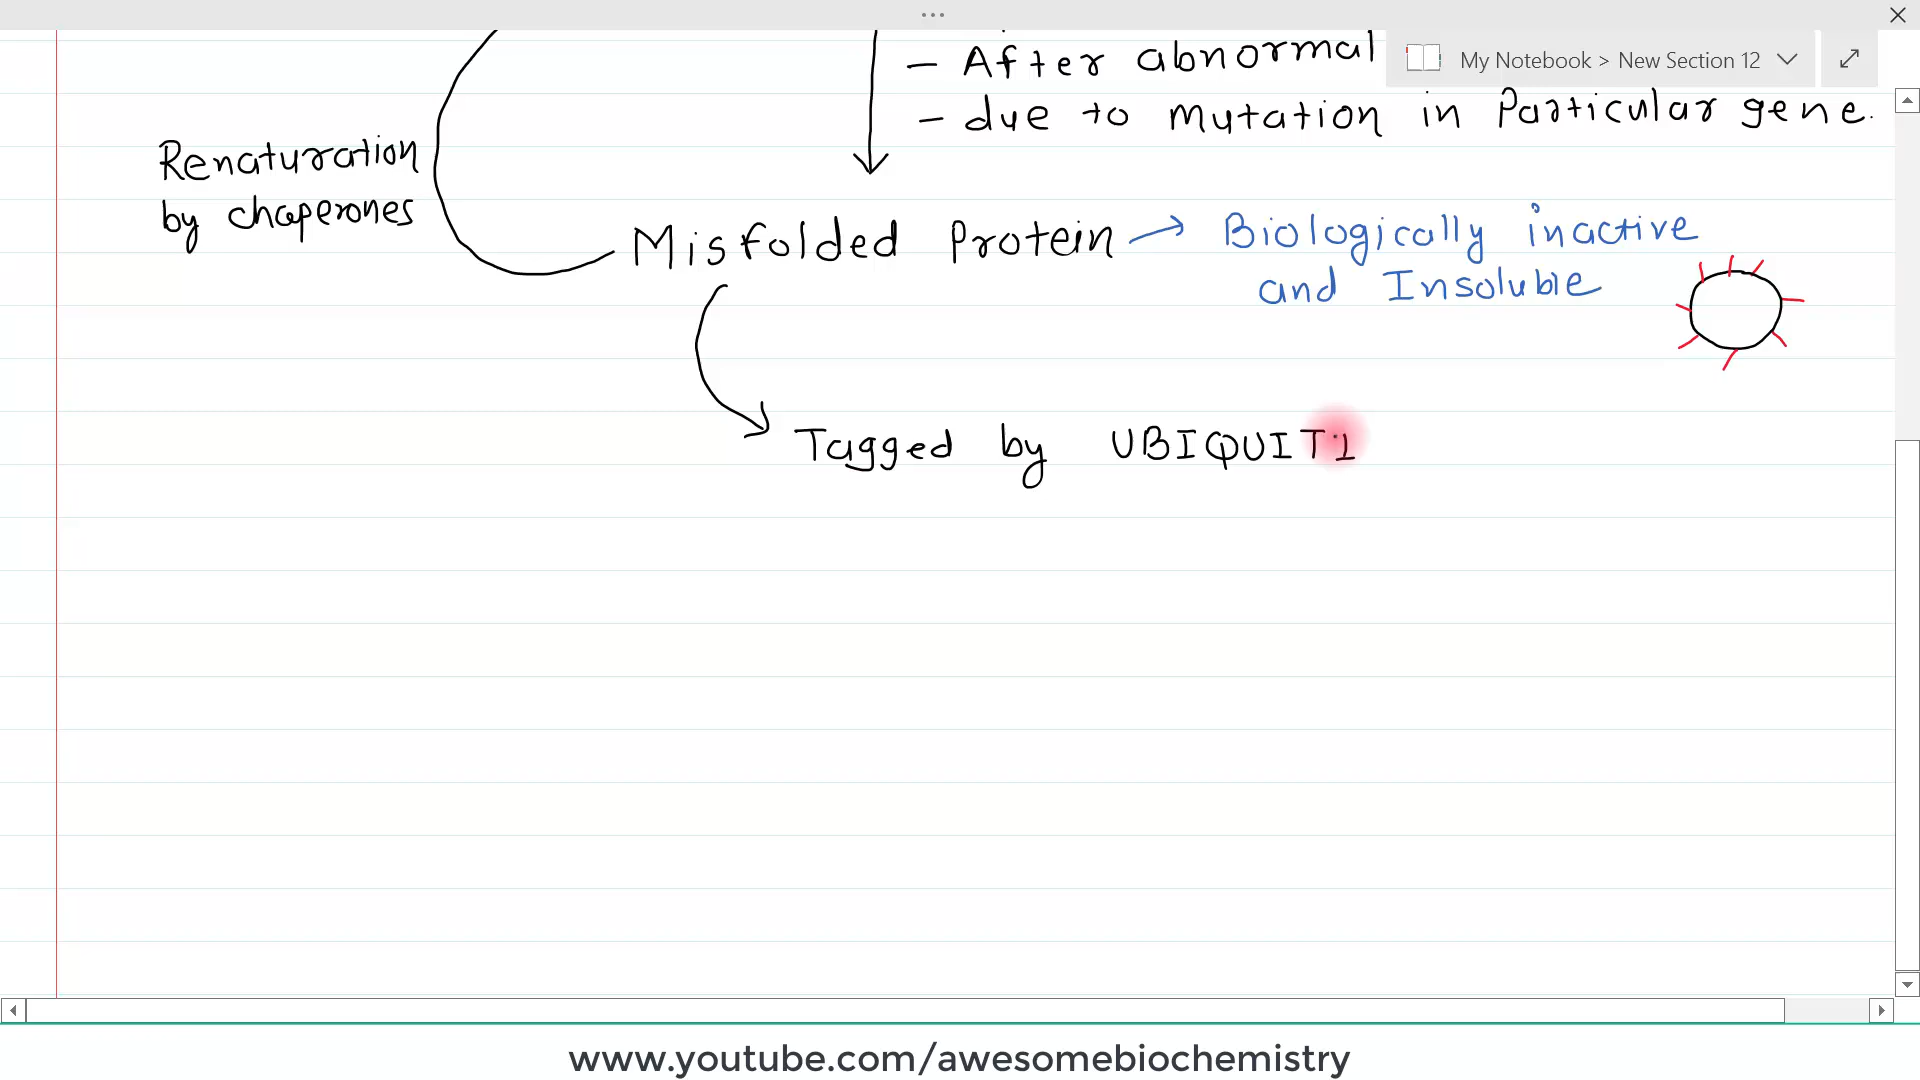 My Notebook > New Section 12
- After abnormal
- due to mutation in Particular gene.
Renaturation
by chaperones
Misfolded Protein → Biologically inactive
and Insoluble
Tagged by UBIQUITI
www.youtube.com/awesomebiochemistry